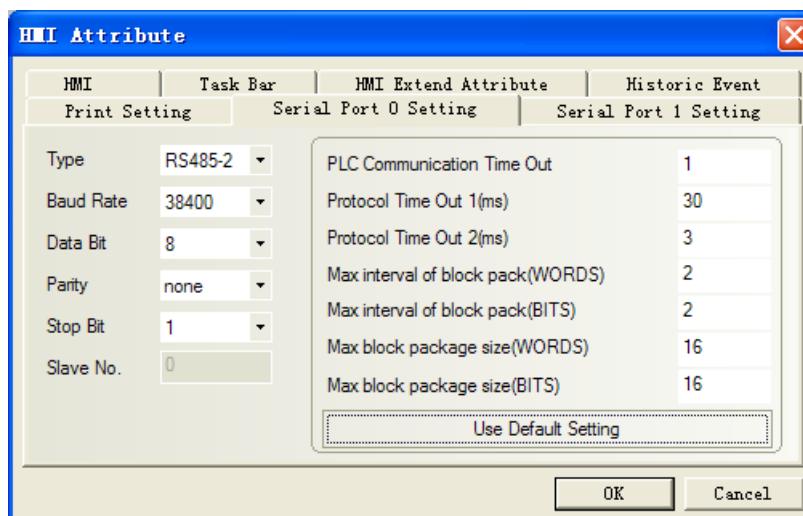 HMI Attribute
HMI
Task Bar
HMI Extend Attribute
Historic Event
Print Setting
Serial Port 0 Setting
Serial Port 1 Setting
Type RS485-2
Baud Rate 38400
Data Bit 8
Parity none
Stop Bit 1
Slave No. 0
PLC Communication Time Out 1
Protocol Time Out 1(ms) 30
Protocol Time Out 2(ms) 3
Max interval of block pack(WORDS) 2
Max interval of block pack(BITS) 2
Max block package size(WORDS) 16
Max block package size(BITS) 16
Use Default Setting
OK
Cancel